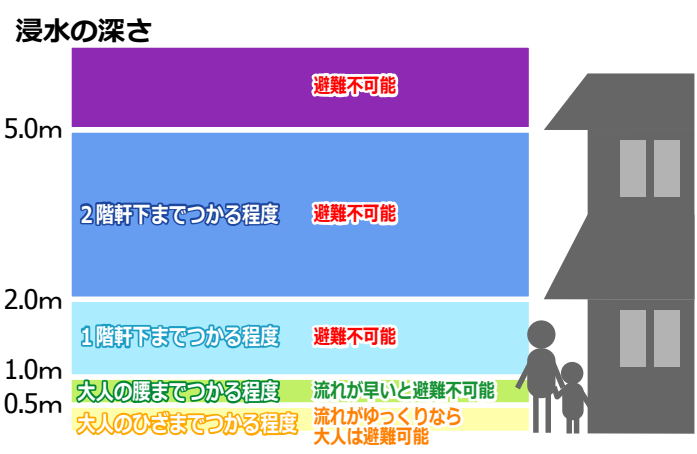 浸水の深さ
避難不可能
5.0m
2階軒下までつかる程度 避難不可能
2.0m
1階軒下までつかる程度 避難不可能
1.0m
大人の腰までつかる程度 流れが早いと避難不可能
0.5m
大人のひざまでつかる程度 流れがゆっくりなら
大人は避難可能